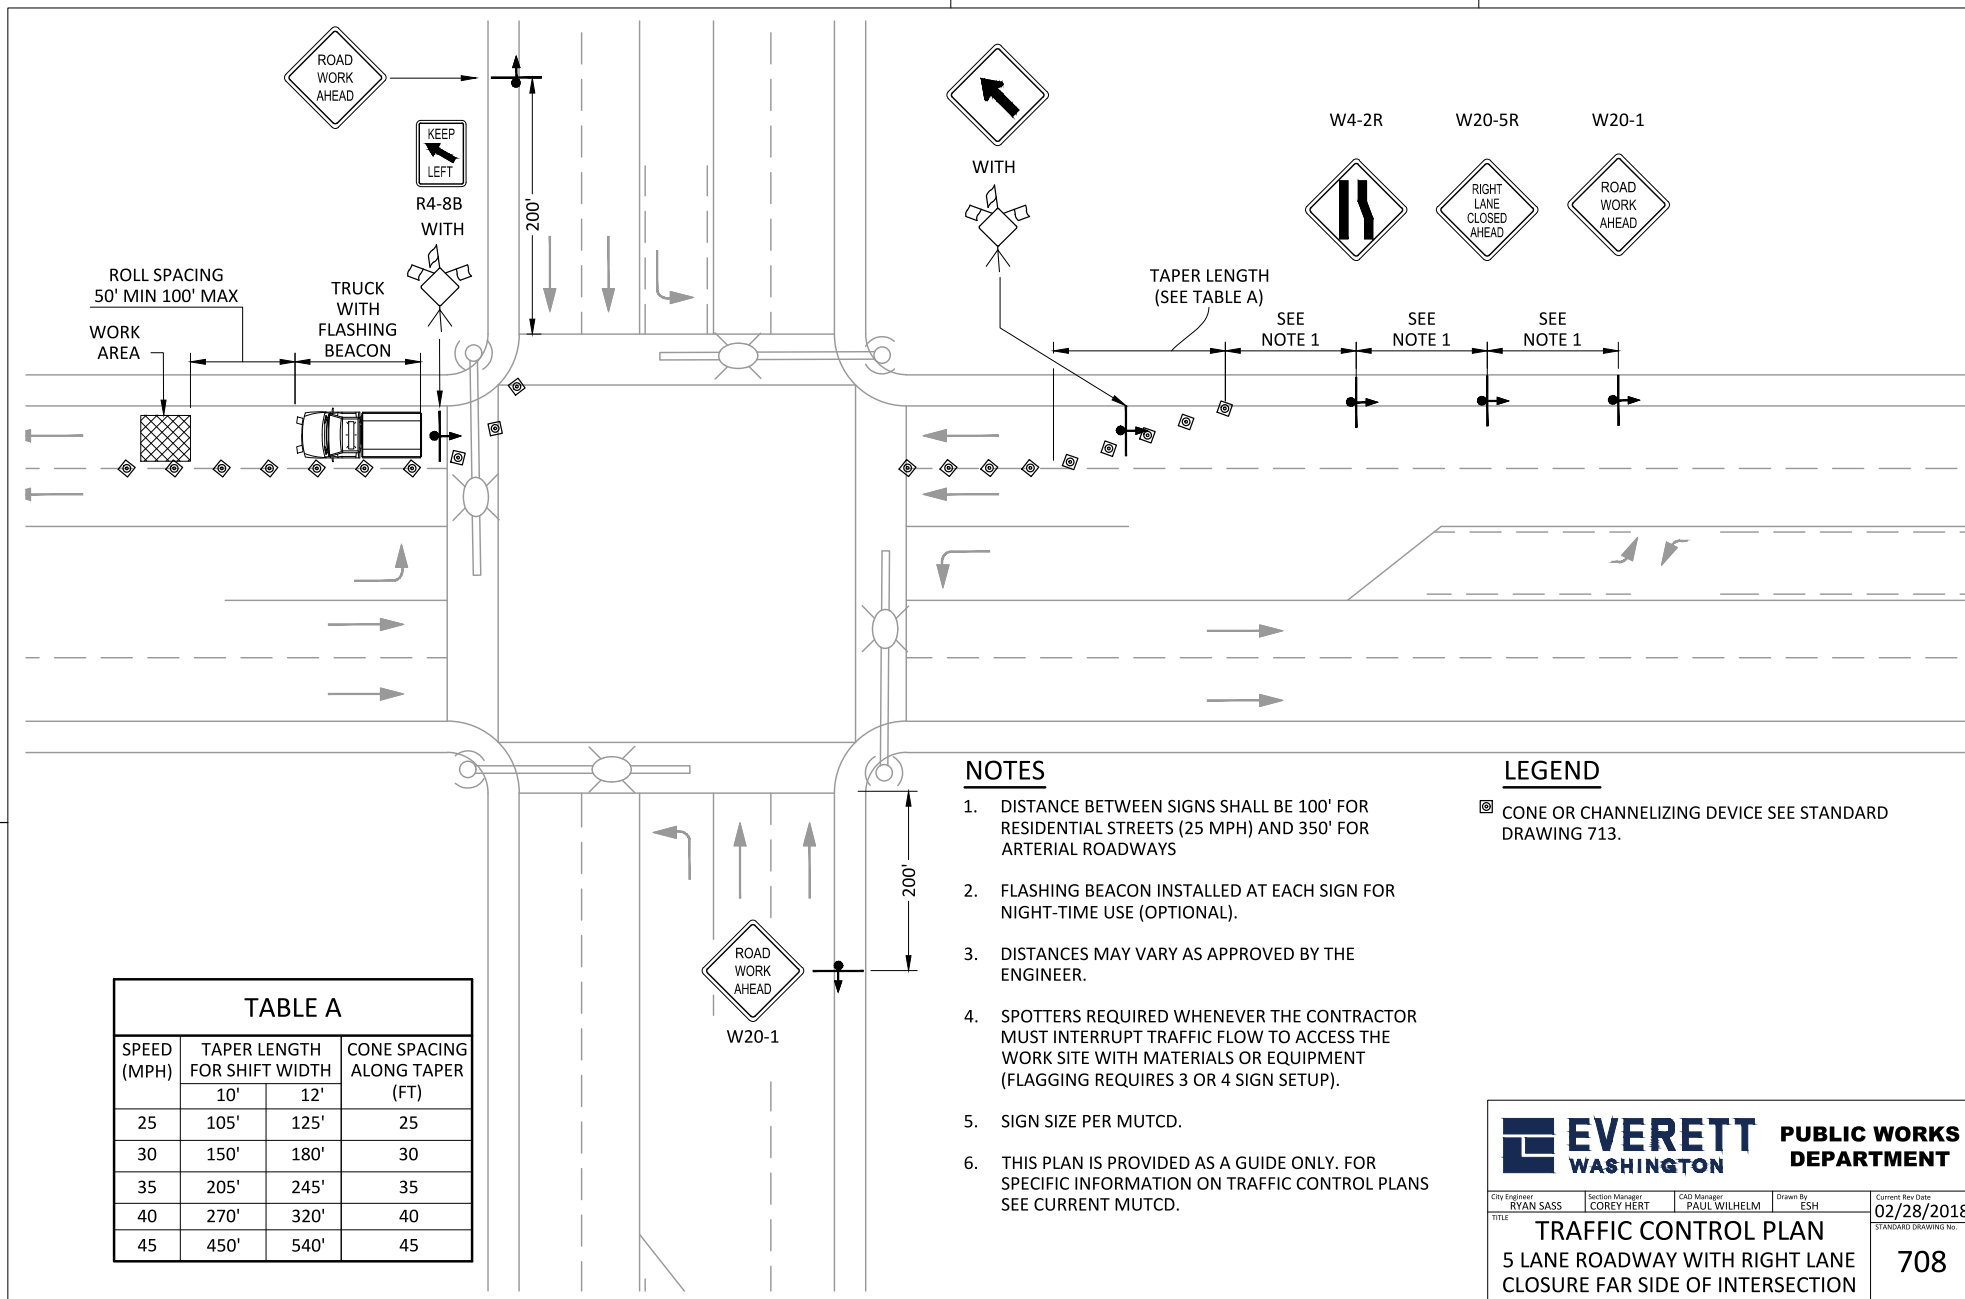 ROAD
WORK
AHEAD
KEEP
LEFT
R4-8B
WITH
200'
ROLL SPACING
50' MIN 100' MAX
WORK
AREA
TRUCK
WITH
FLASHING
BEACON
WITH
TAPER LENGTH
(SEE TABLE A)
W4-2R
W20-5R
W20-1
RIGHT
LANE
CLOSED
AHEAD
ROAD
WORK
AHEAD
SEE
NOTE 1
SEE
NOTE 1
SEE
NOTE 1
200'
ROAD
WORK
AHEAD
W20-1
NOTES
1. DISTANCE BETWEEN SIGNS SHALL BE 100' FOR
RESIDENTIAL STREETS (25 MPH) AND 350' FOR
ARTERIAL ROADWAYS
2. FLASHING BEACON INSTALLED AT EACH SIGN FOR
NIGHT-TIME USE (OPTIONAL).
3. DISTANCES MAY VARY AS APPROVED BY THE
ENGINEER.
4. SPOTTERS REQUIRED WHENEVER THE CONTRACTOR
MUST INTERRUPT TRAFFIC FLOW TO ACCESS THE
WORK SITE WITH MATERIALS OR EQUIPMENT
(FLAGGING REQUIRES 3 OR 4 SIGN SETUP).
5. SIGN SIZE PER MUTCD.
6. THIS PLAN IS PROVIDED AS A GUIDE ONLY. FOR
SPECIFIC INFORMATION ON TRAFFIC CONTROL PLANS
SEE CURRENT MUTCD.
LEGEND
CONE OR CHANNELIZING DEVICE SEE STANDARD
DRAWING 713.
TABLE A
SPEED (MPH) TAPER LENGTH FOR SHIFT WIDTH CONE SPACING ALONG TAPER (FT)
10' 12'
25 105' 125' 25
30 150' 180' 30
35 205' 245' 35
40 270' 320' 40
45 450' 540' 45
EVERETT
WASHINGTON
PUBLIC WORKS
DEPARTMENT
City Engineer
RYAN SASS
Section Manager
COREY HERT
CAD Manager
PAUL WILHELM
Drawn By
ESH
Current Rev Date
02/28/2018
TITLE
TRAFFIC CONTROL PLAN
5 LANE ROADWAY WITH RIGHT LANE
CLOSURE FAR SIDE OF INTERSECTION
STANDARD DRAWING No.
708